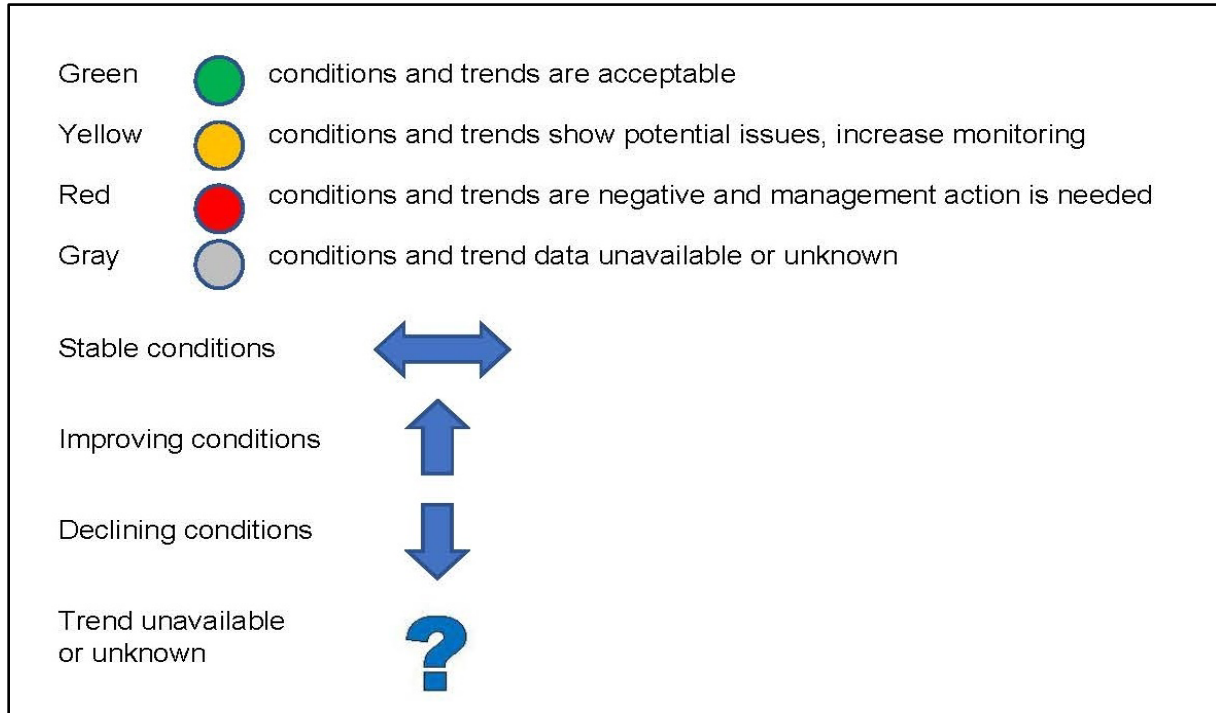 Green conditions and trends are acceptable
Yellow conditions and trends show potential issues, increase monitoring
Red conditions and trends are negative and management action is needed
Gray conditions and trend data unavailable or unknown
Stable conditions
Improving conditions
Declining conditions
Trend unavailable
or unknown
?